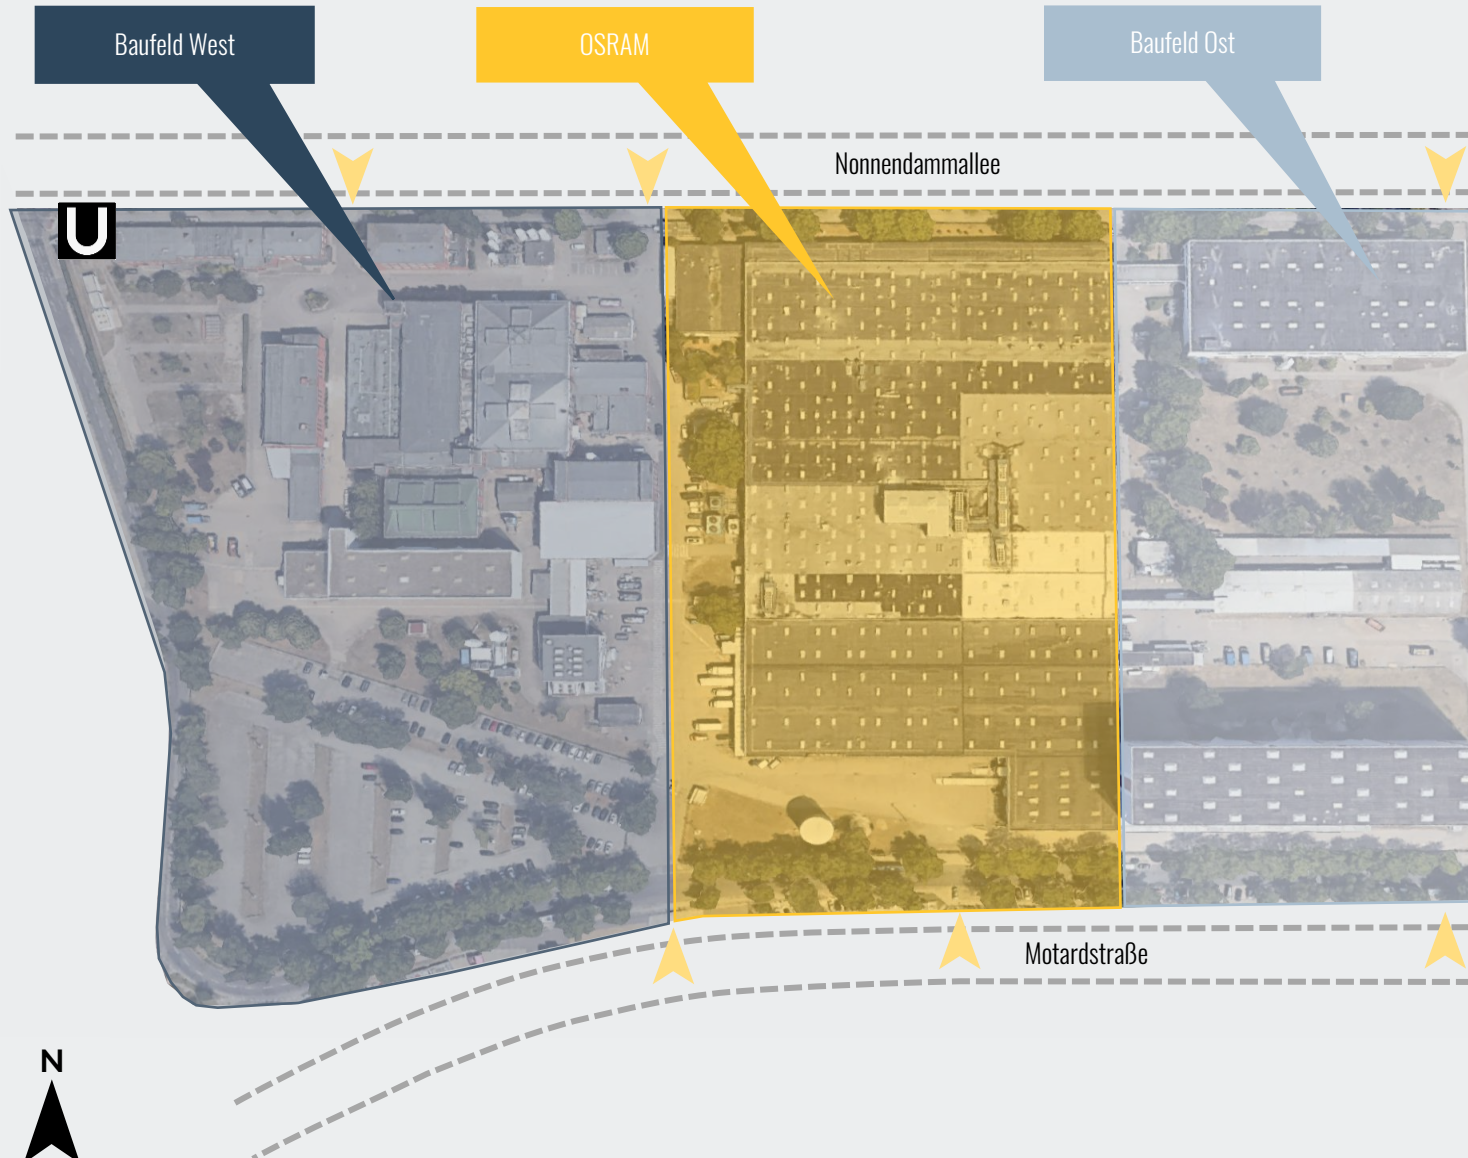 Baufeld West
OSRAM
Baufeld Ost
Nonnendammallee
U
Motardstraße
N